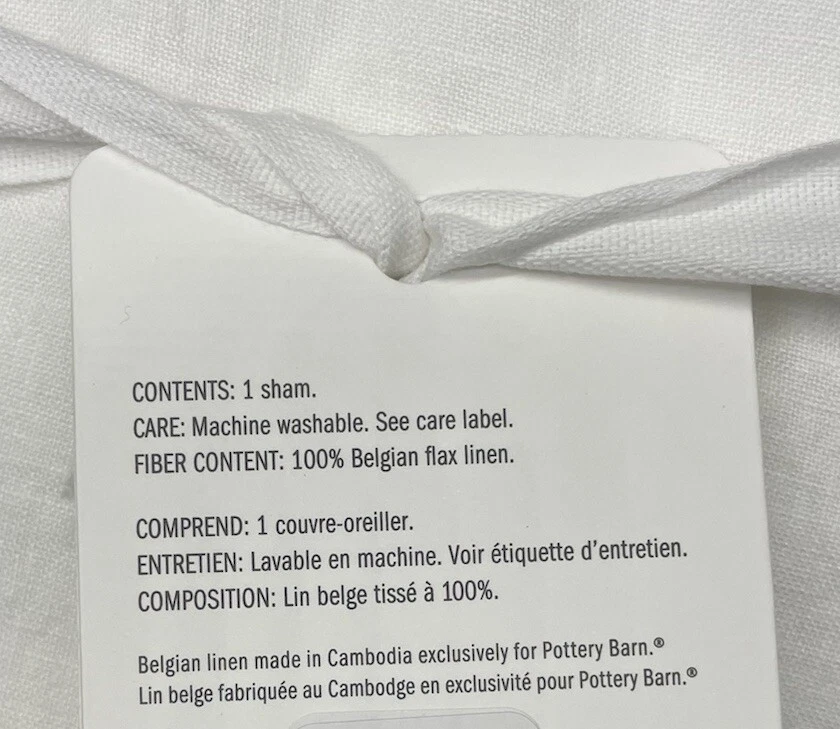 CONTENTS: 1 sham.
CARE: Machine washable. See care label.
FIBER CONTENT: 100% Belgian flax linen.
COMPREND: 1 couvre-oreiller.
ENTRETIEN: Lavable en machine. Voir étiquette d’entretien.
COMPOSITION: Lin belge tissé à 100%.
Belgian linen made in Cambodia exclusively for Pottery Barn.®
Lin belge fabriquée au Cambodge en exclusivité pour Pottery Barn.®